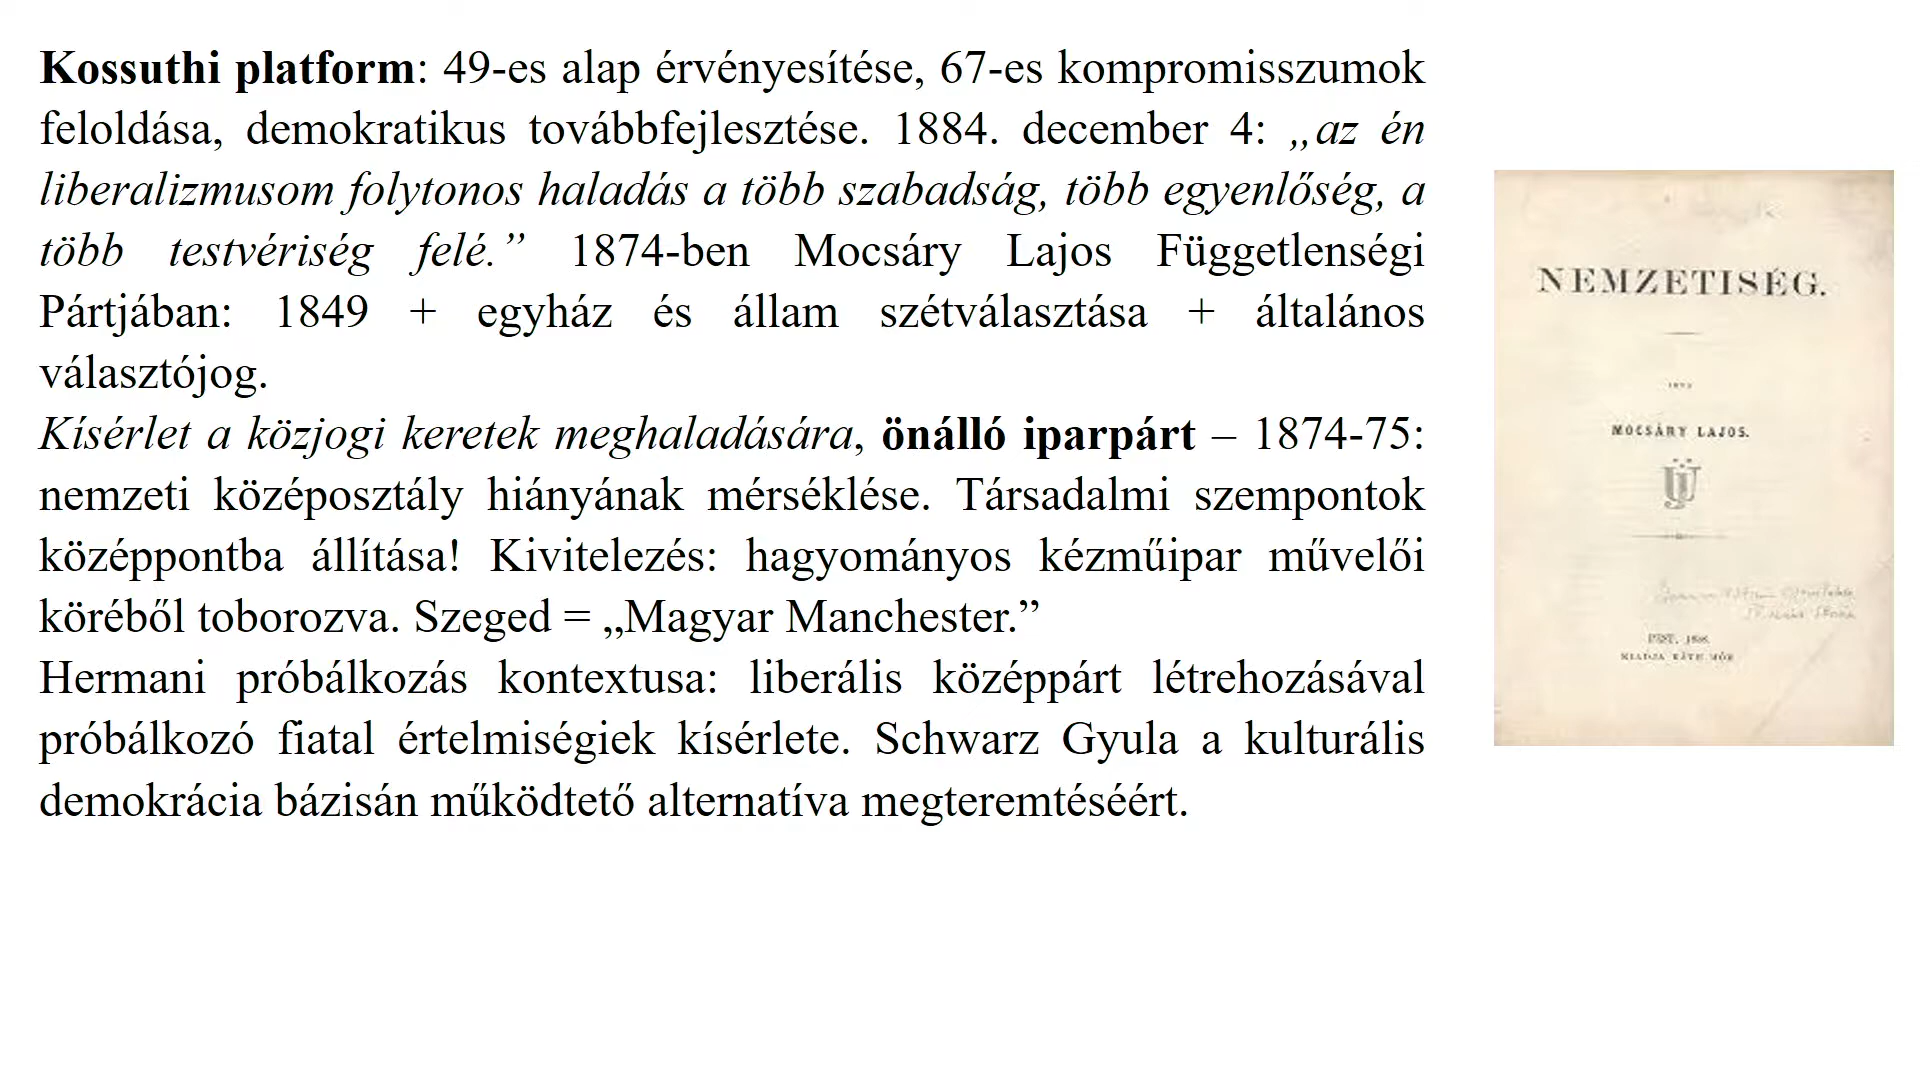 Kossuthi platform: 49-es alap érvényesítése, 67-es kompromisszumok
feloldása, demokratikus továbbfejlesztése. 1884. december 4: „az én
liberalizmusom folytonos haladás a több szabadság, több egyenlőség, a
több testvériség felé.” 1874-ben Mocsáry Lajos Függetlenségi
Pártjában: 1849 + egyház és állam szétválasztása + általános
választójog.
Kísérlet a közjogi keretek meghaladására, önálló iparpárt – 1874-75:
nemzeti középosztály hiányának mérséklése. Társadalmi szempontok
középpontba állítása! Kivitelezés: hagyományos kézműipar művelői
köréből toborozva. Szeged = „Magyar Manchester.”
Hermani próbálkozás kontextusa: liberális középpárt létrehozásával
próbálkozó fiatal értelmiségiek kísérlete. Schwarz Gyula a kulturális
demokrácia bázisán működtető alternatíva megteremtéséért.
NEMZETISÉG.
MOCSÁRY LAJOS.
KIADJA RÁTH MÓR